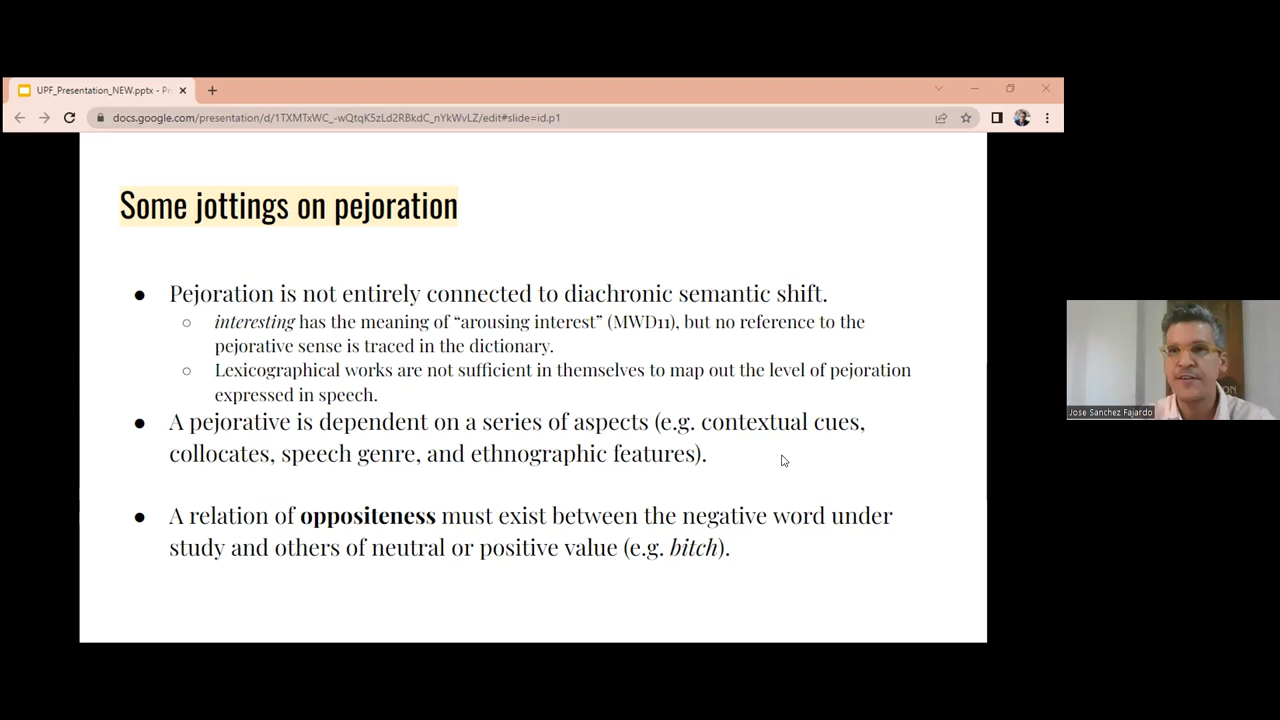 UPF_Presentation_NEW.pptx - Pr
docs.google.com/presentation/d/1TXMTxWC_-wQtqK5zLd2RBkdC_nYkWvLZ/edit#slide=id.p1
Some jottings on pejoration
● Pejoration is not entirely connected to diachronic semantic shift.
○ interesting has the meaning of “arousing interest” (MWD11), but no reference to the
pejorative sense is traced in the dictionary.
○ Lexicographical works are not sufficient in themselves to map out the level of pejoration
expressed in speech.
● A pejorative is dependent on a series of aspects (e.g. contextual cues,
collocates, speech genre, and ethnographic features).
● A relation of oppositeness must exist between the negative word under
study and others of neutral or positive value (e.g. bitch).
Jose Sanchez Fajardo